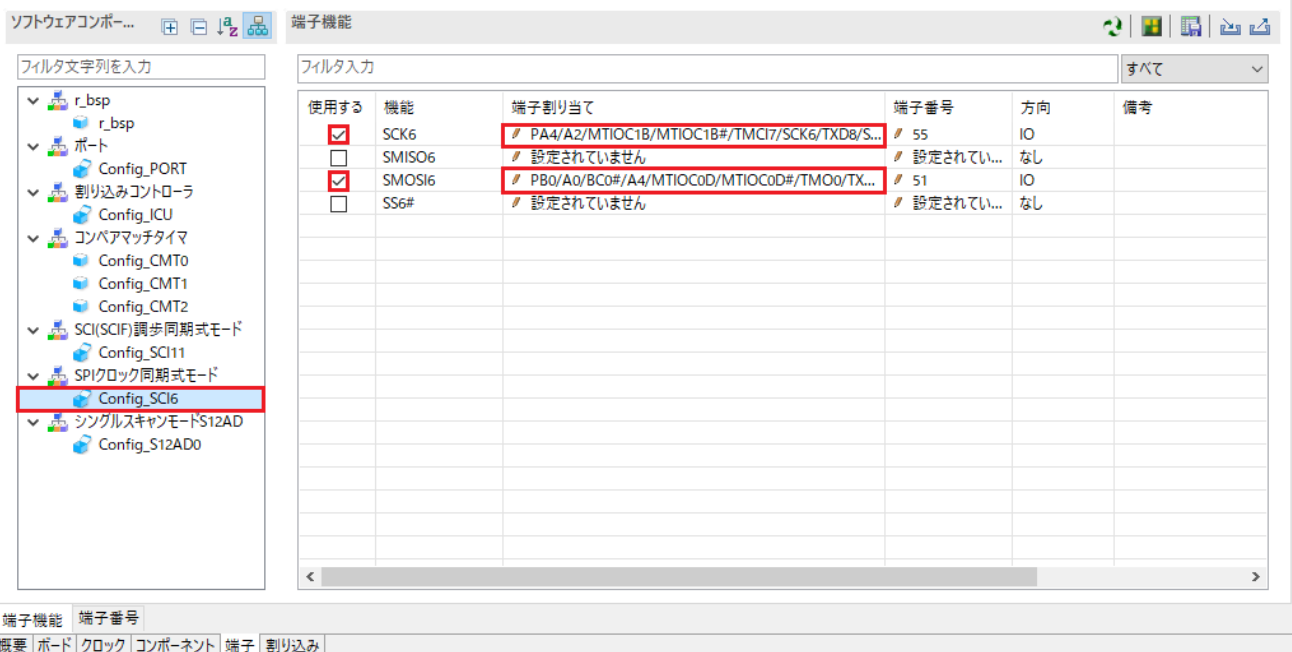 ソフトウェアコンポー...
端子機能
フィルタ文字列を入力
フィルタ入力
すべて
r_bsp
r_bsp
ポート
Config_PORT
割り込みコントローラ
Config_ICU
コンペアマッチタイマ
Config_CMT0
Config_CMT1
Config_CMT2
SCI(SCIF)調歩同期式モード
Config_SCI11
SPIクロック同期式モード
Config_SCI6
シングルスキャンモードS12AD
Config_S12AD0
使用する 機能 端子割り当て 端子番号 方向 備考
SCK6 PA4/A2/MTIOC1B/MTIOC1B#/TMCI7/SCK6/TXD8/S... 55 IO
SMISO6 設定されていません 設定されてい... なし
SMOSI6 PB0/A0/BC0#/A4/MTIOC0D/MTIOC0D#/TMO0/TX... 51 IO
SS6# 設定されていません 設定されてい... なし
端子機能 端子番号
概要 ボード クロック コンポーネント 端子 割り込み